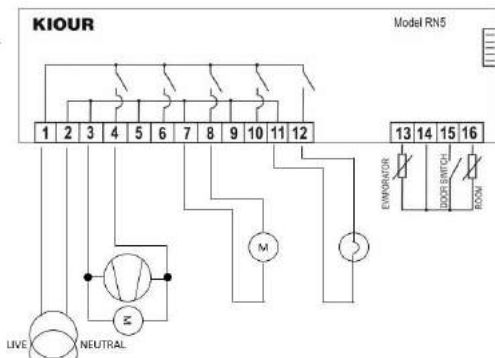 KIOUR
Model RN5
1 2 3 4 5 6 7 8 9 10 11 12
13 14 15 16
EVAPORATOR
DOOR SWITCH
ROOM
M
M
LIVE
NEUTRAL